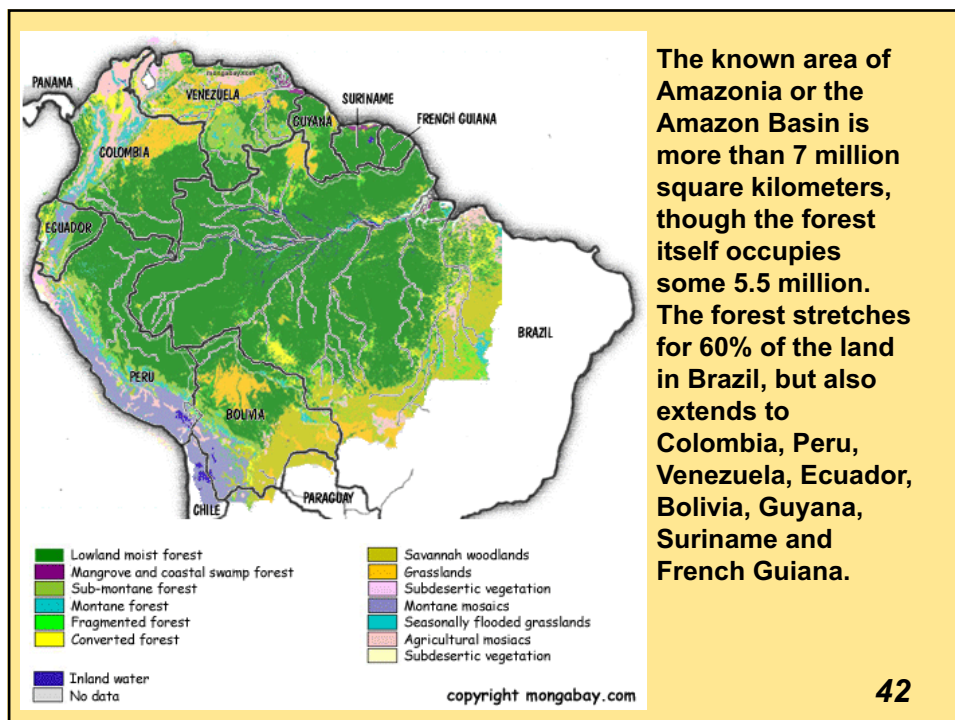 PANAMA
mongabay.com
VENEZUELA
SURINAME
GUYANA
FRENCH GUIANA
COLOMBIA
ECUADOR
BRAZIL
PERU
BOLIVIA
PARAGUAY
CHILE
Lowland moist forest
Mangrove and coastal swamp forest
Sub-montane forest
Montane forest
Fragmented forest
Converted forest
Inland water
No data
Savannah woodlands
Grasslands
Subdesertic vegetation
Montane mosaics
Seasonally flooded grasslands
Agricultural mosiacs
Subdesertic vegetation
copyright mongabay.com
The known area of
Amazonia or the
Amazon Basin is
more than 7 million
square kilometers,
though the forest
itself occupies
some 5.5 million.
The forest stretches
for 60% of the land
in Brazil, but also
extends to
Colombia, Peru,
Venezuela, Ecuador,
Bolivia, Guyana,
Suriname and
French Guiana.
42